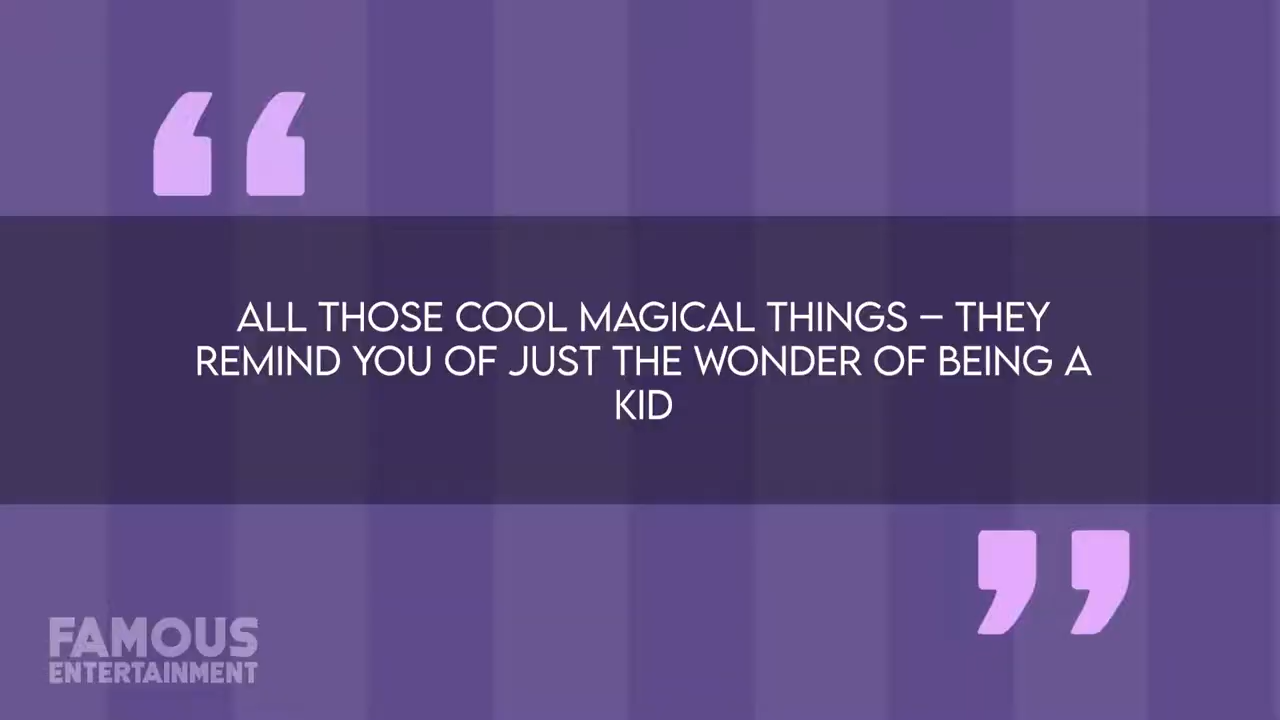 “
ALL THOSE COOL MAGICAL THINGS – THEY
REMIND YOU OF JUST THE WONDER OF BEING A
KID
”
FAMOUS
ENTERTAINMENT